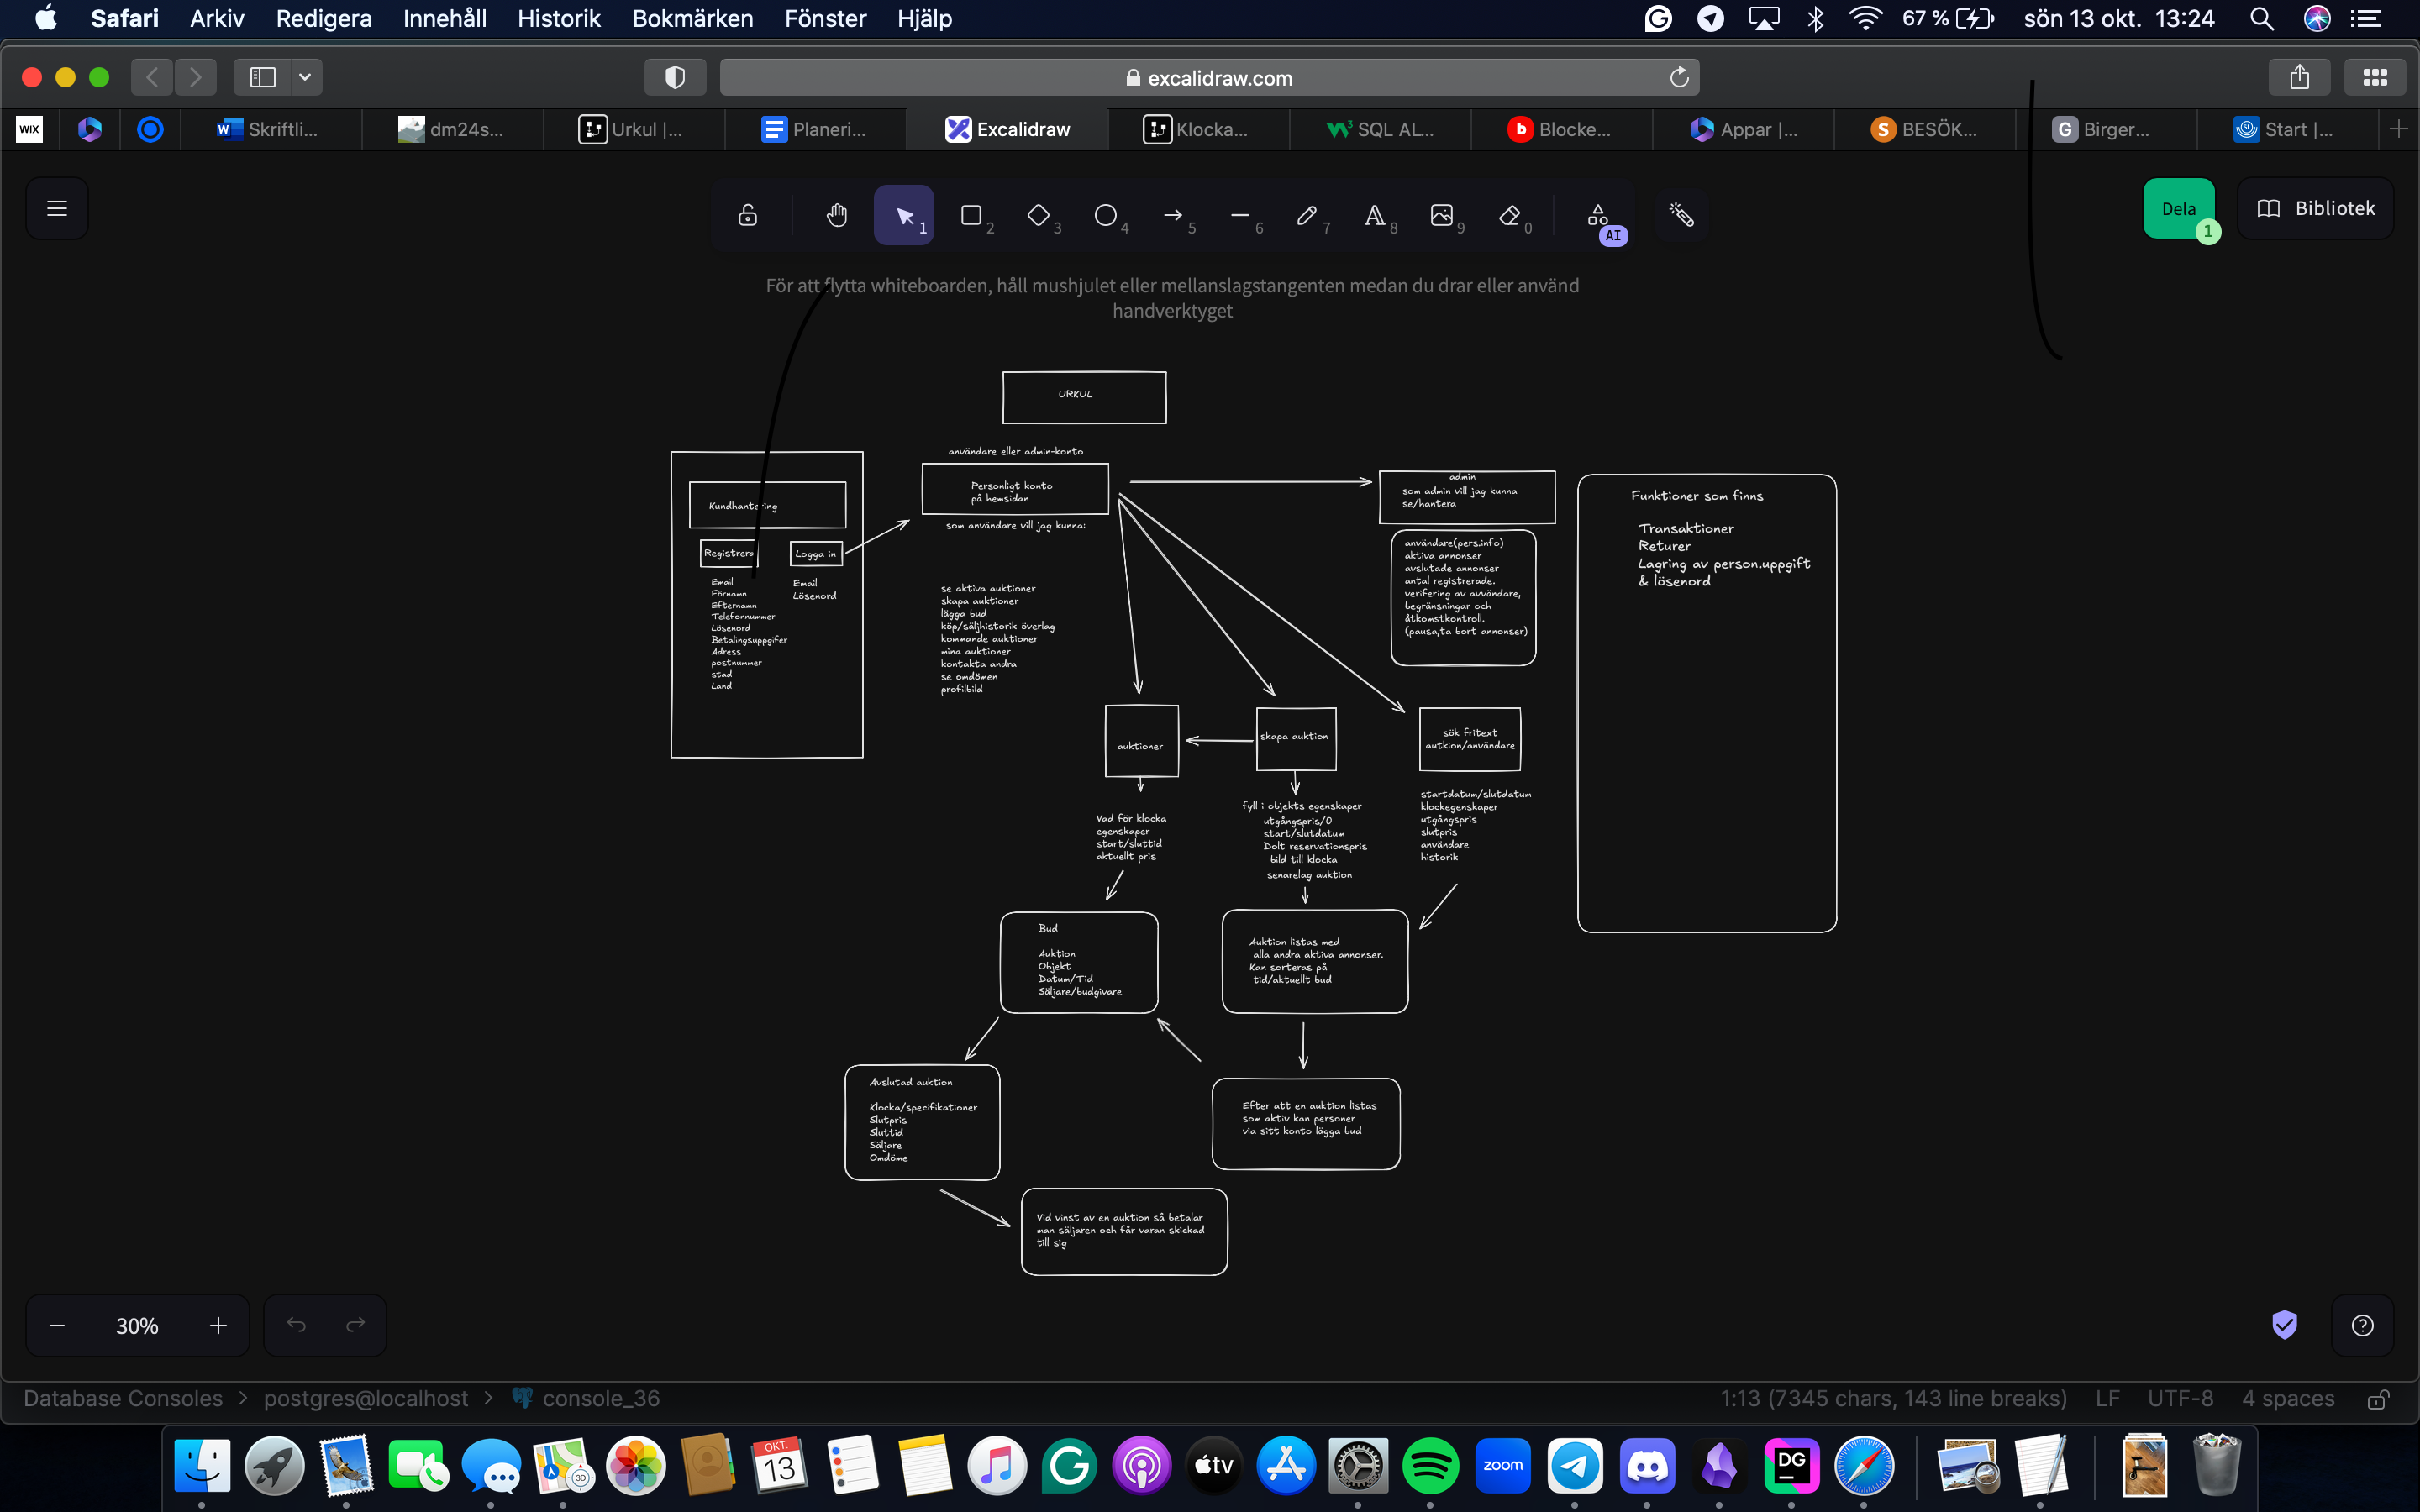 Safari Arkiv Redigera Innehåll Historik Bokmärken Fönster Hjälp
67 % sön 13 okt. 13:24
excalidraw.com
WIX
Skriftli...
dm24s...
Urkul |...
Planeri...
Excalidraw
Klocka...
SQL AL...
Blocke...
Appar |...
BESÖK...
Birger...
Start |...
1
2
3
4
5
6
7
8
9
0
AI
Dela
1
Bibliotek
För att flytta whiteboarden, håll mushjulet eller mellanslagstangenten medan du drar eller använd
handverktyget
URKUL
Kundhantering
Registrera
Logga in
Email
Förnamn
Efternamn
Telefonnummer
Lösenord
Betalingsuppgifer
Adress
postnummer
stad
Land
Email
Lösenord
användare eller admin-konto
Personligt konto
på hemsidan
som användare vill jag kunna:
se aktiva auktioner
skapa auktioner
lägga bud
köp/säljhistorik överlag
kommande auktioner
mina auktioner
kontakta andra
se omdömen
profilbild
admin
som admin vill jag kunna
se/hantera
användare(pers.info)
aktiva annonser
avslutade annonser
antal registrerade.
verifering av avvändare,
begränsningar och
åtkomstkontroll.
(pausa,ta bort annonser)
Funktioner som finns
Transaktioner
Returer
Lagring av person.uppgift
& lösenord
auktioner
skapa auktion
sök fritext
autkion/användare
Vad för klocka
egenskaper
start/sluttid
aktuellt pris
fyll i objekts egenskaper
utgångspris/0
start/slutdatum
Dolt reservationspris
bild till klocka
senarelag auktion
startdatum/slutdatum
klockegenskaper
utgångspris
slutpris
användare
historik
Bud
Auktion
Objekt
Datum/Tid
Säljare/budgivare
Auktion listas med
alla andra aktiva annonser.
Kan sorteras på
tid/aktuellt bud
Avslutad auktion
Klocka/specifikationer
Slutpris
Sluttid
Säljare
Omdöme
Efter att en auktion listas
som aktiv kan personer
via sitt konto lägga bud
Vid vinst av en auktion så betalar
man säljaren och får varan skickad
till sig
30%
Database Consoles > postgres@localhost > console_36
1:13 (7345 chars, 143 line breaks) LF UTF-8 4 spaces
3D
OKT.
13
tv
zoom
DG